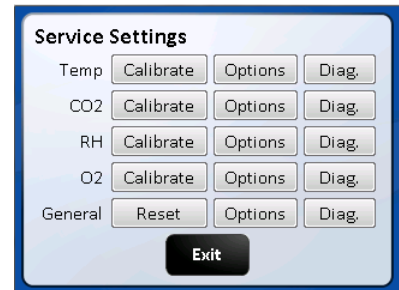 Service Settings
Temp Calibrate Options Diag.
CO2 Calibrate Options Diag.
RH Calibrate Options Diag.
O2 Calibrate Options Diag.
General Reset Options Diag.
Exit